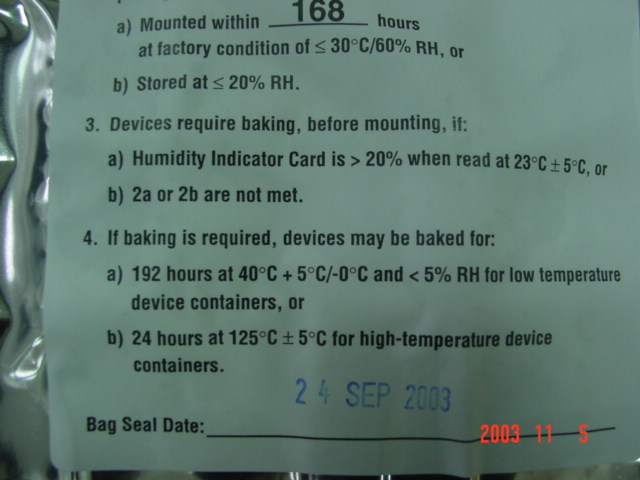 a) Mounted within 168 hours
at factory condition of ≤ 30°C/60% RH, or
b) Stored at ≤ 20% RH.
3. Devices require baking, before mounting, if:
a) Humidity Indicator Card is > 20% when read at 23°C ± 5°C, or
b) 2a or 2b are not met.
4. If baking is required, devices may be baked for:
a) 192 hours at 40°C + 5°C/-0°C and < 5% RH for low temperature
device containers, or
b) 24 hours at 125°C ± 5°C for high-temperature device
containers.
24 SEP 2003
Bag Seal Date:
2003 11 5